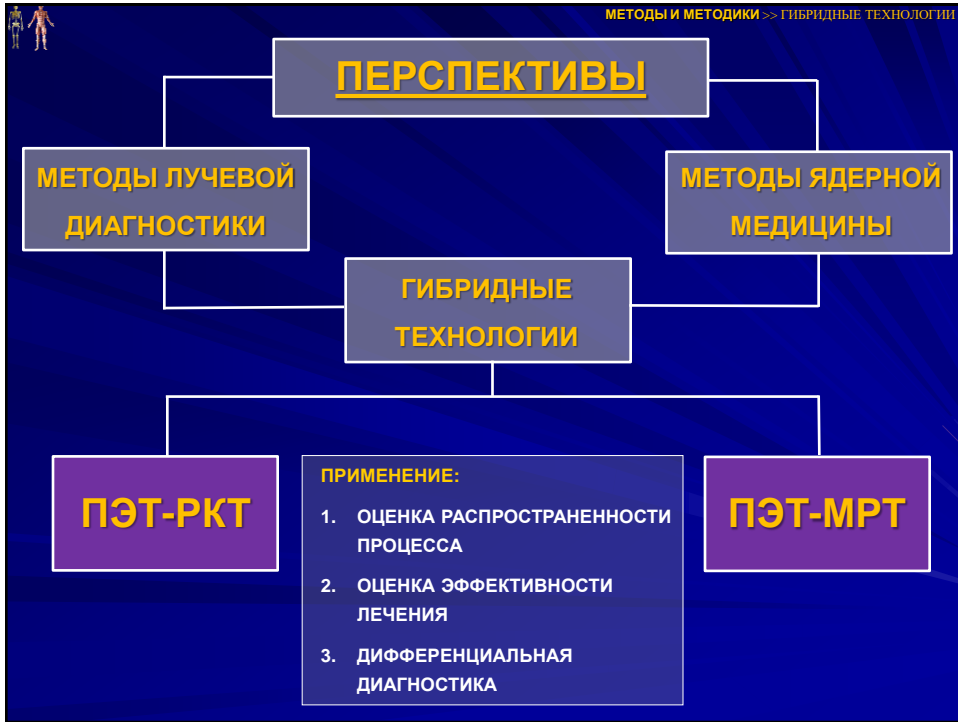 МЕТОДЫ И МЕТОДИКИ >> ГИБРИДНЫЕ ТЕХНОЛОГИИ
ПЕРСПЕКТИВЫ
МЕТОДЫ ЛУЧЕВОЙ
ДИАГНОСТИКИ
МЕТОДЫ ЯДЕРНОЙ
МЕДИЦИНЫ
ГИБРИДНЫЕ
ТЕХНОЛОГИИ
ПЭТ-РКТ
ПРИМЕНЕНИЕ:
1. ОЦЕНКА РАСПРОСТРАНЕННОСТИ
ПРОЦЕССА
2. ОЦЕНКА ЭФФЕКТИВНОСТИ
ЛЕЧЕНИЯ
3. ДИФФЕРЕНЦИАЛЬНАЯ
ДИАГНОСТИКА
ПЭТ-МРТ